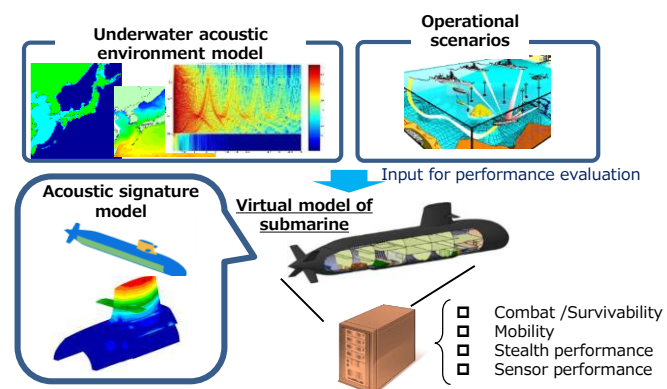 Underwater acoustic
environment model
Operational
scenarios
Input for performance evaluation
Acoustic signature
model
Virtual model of
submarine
Combat /Survivability
Mobility
Stealth performance
Sensor performance